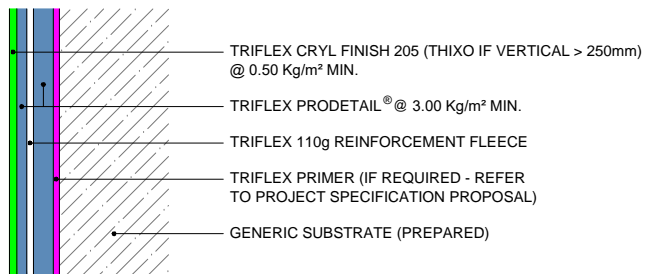 TRIFLEX CRYL FINISH 205 (THIXO IF VERTICAL > 250mm)
@ 0.50 Kg/m² MIN.
TRIFLEX PRODETAIL® @ 3.00 Kg/m² MIN.
TRIFLEX 110g REINFORCEMENT FLEECE
TRIFLEX PRIMER (IF REQUIRED - REFER
TO PROJECT SPECIFICATION PROPOSAL)
GENERIC SUBSTRATE (PREPARED)